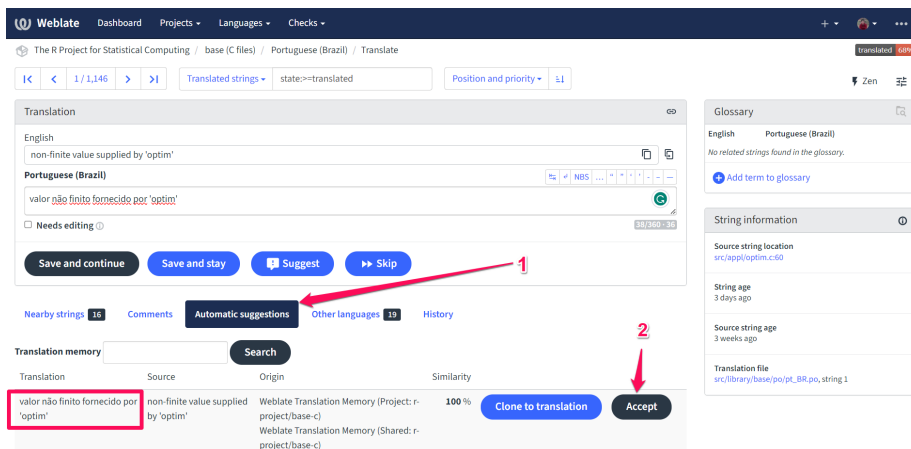 Weblate Dashboard Projects Languages Checks
The R Project for Statistical Computing / base (C files) / Portuguese (Brazil) / Translate
translated 68%
1 / 1,146 Translated strings state:>=translated Position and priority
Zen
Translation
Glossary
English
non-finite value supplied by 'optim'
English Portuguese (Brazil)
No related strings found in the glossary.
Portuguese (Brazil)
NBS … “ ” ‘ ’ - – —
Add term to glossary
valor não finito fornecido por 'optim'
Needs editing
38/360 · 36
String information
Save and continue Save and stay Suggest Skip
1
Source string location
src/appl/optim.c:60
String age
3 days ago
Nearby strings 16 Comments Automatic suggestions Other languages 19 History
2
Source string age
3 weeks ago
Translation memory Search
Translation file
src/library/base/po/pt_BR.po, string 1
Translation Source Origin Similarity
valor não finito fornecido por
'optim'
non-finite value supplied
by 'optim'
Weblate Translation Memory (Project: r-
project/base-c)
Weblate Translation Memory (Shared: r-
project/base-c)
100 %
Clone to translation Accept